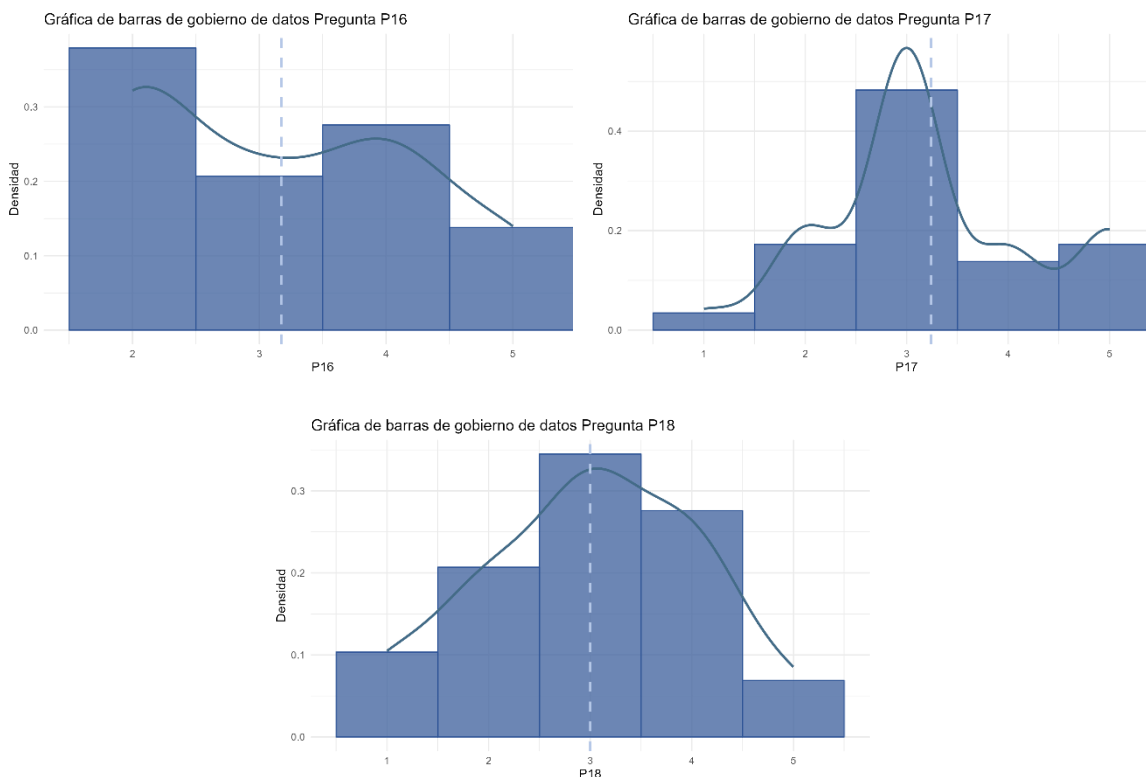 Gráfica de barras de gobierno de datos Pregunta P16
0.3
0.2
0.1
0.0
Densidad
2 3 4 5
P16
Gráfica de barras de gobierno de datos Pregunta P17
0.4
0.2
0.0
Densidad
1 2 3 4 5
P17
Gráfica de barras de gobierno de datos Pregunta P18
0.3
0.2
0.1
0.0
Densidad
1 2 3 4 5
P18